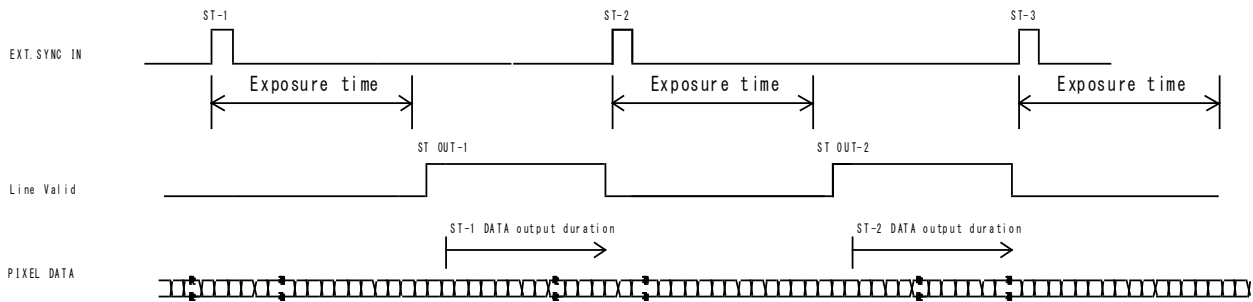 ST-1 ST-2 ST-3
EXT.SYNC IN
Exposure time Exposure time Exposure time
ST OUT-1 ST OUT-2
Line Valid
ST-1 DATA output duration ST-2 DATA output duration
PIXEL DATA